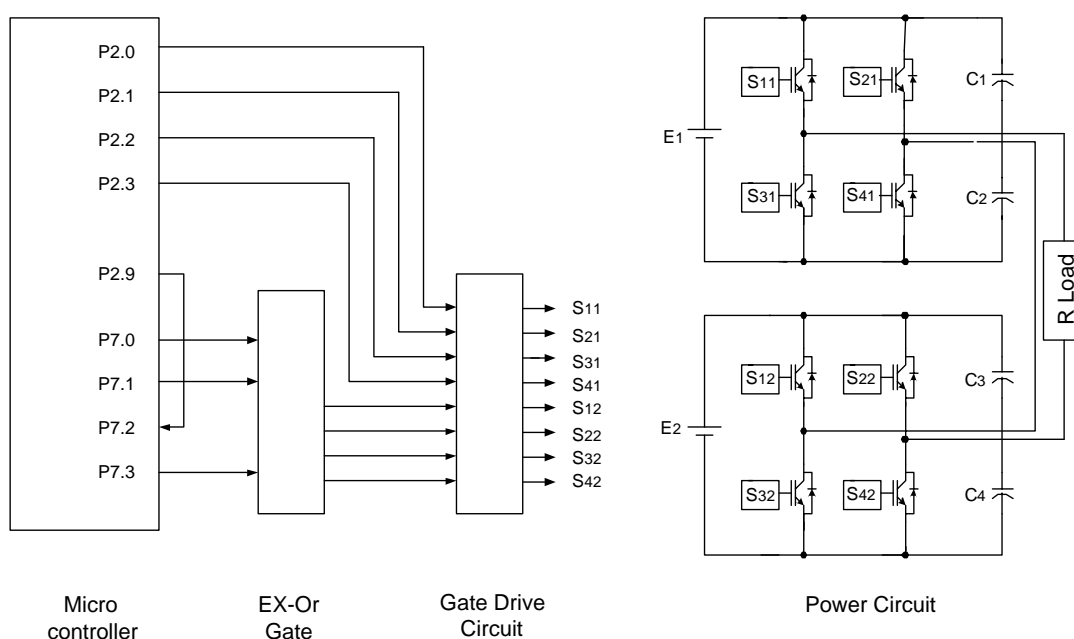 P2.0
P2.1
P2.2
P2.3
P2.9
P7.0
P7.1
P7.2
P7.3
S11
S21
S31
S41
S12
S22
S32
S42
Micro
controller
EX-Or
Gate
Gate Drive
Circuit
E1
S11
S21
C1
S31
S41
C2
R Load
E2
S12
S22
C3
S32
S42
C4
Power Circuit